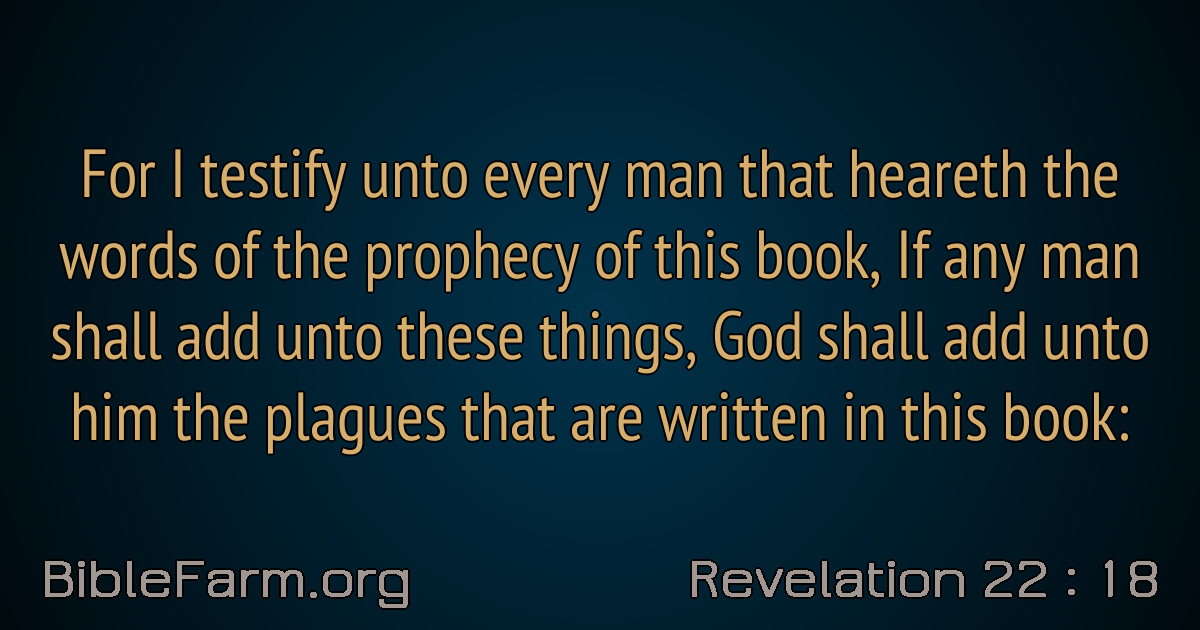 For I testify unto every man that heareth the
words of the prophecy of this book, If any man
shall add unto these things, God shall add unto
him the plagues that are written in this book:
BibleFarm.org
Revelation 22 : 18